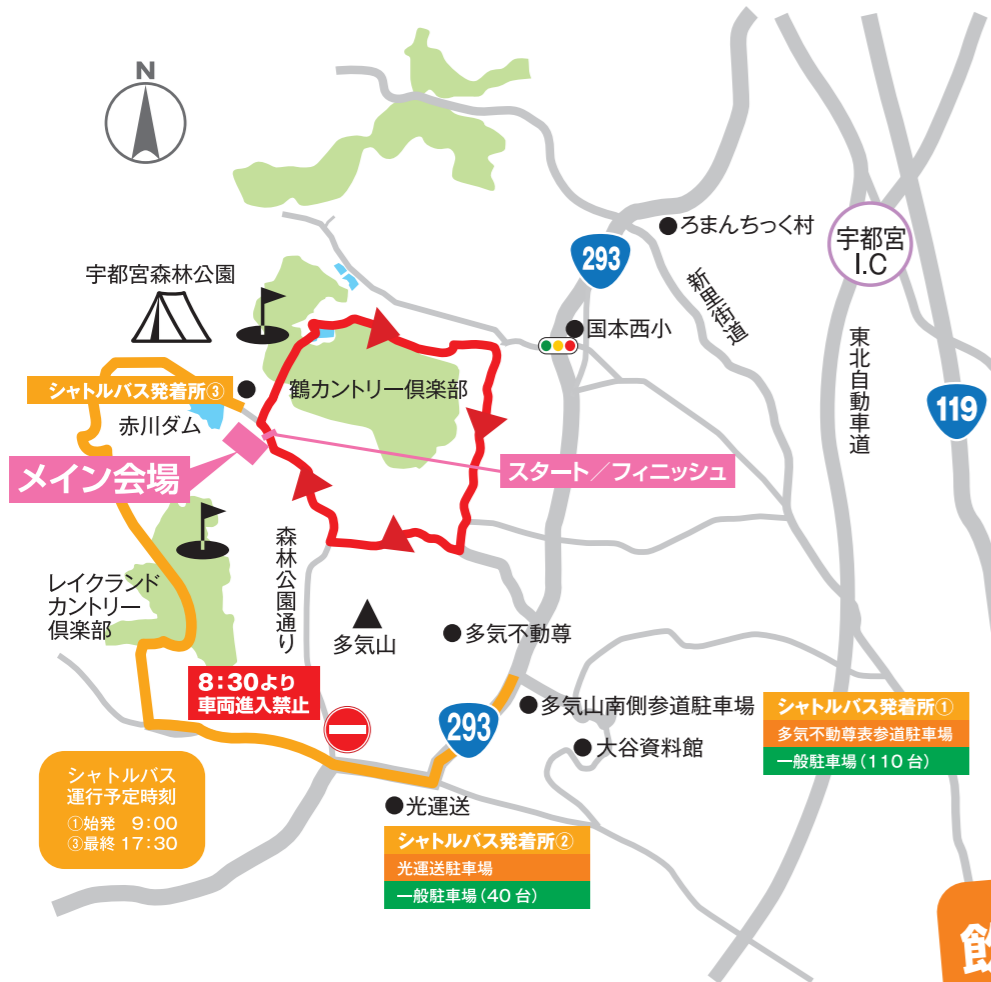 N
ろまんちっく村
宇都宮
I.C
293
新里街道
宇都宮森林公園
国本西小
東北自動車道
シャトルバス発着所③
鶴カントリー倶楽部
119
赤川ダム
メイン会場
スタート／フィニッシュ
森林公園通り
レイクランド
カントリー
倶楽部
多気山
多気不動尊
8：30より
車両進入禁止
293
多気山南側参道駐車場
シャトルバス発着所①
多気不動尊表参道駐車場
一般駐車場（110台）
大谷資料館
シャトルバス
運行予定時刻
①始発 9：00
③最終 17：30
光運送
シャトルバス発着所②
光運送駐車場
一般駐車場（40台）